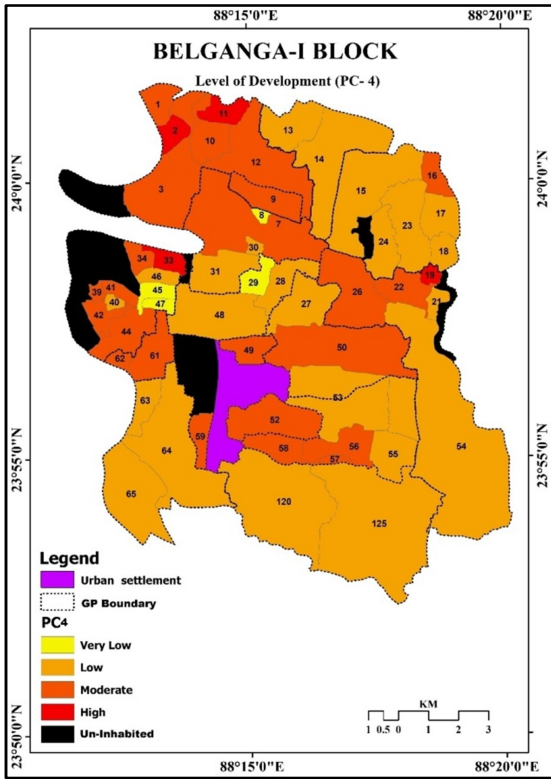 88°15'0"E 88°20'0"E
BELGANGA-I BLOCK
Level of Development (PC- 4)
1
11
2
10
13
14
12
24°0'0"N
24°0'0"N
3
9
15
16
8
7
17
23
24
18
30
34
33
46
31
29
28
19
39
41
45
40
47
27
26
22
21
42
48
44
62
61
49
50
63
53
52
59
64
58
56
57
55
54
23°55'0"N
23°55'0"N
65
120
125
Legend
Urban settlement
GP Boundary
PC4
Very Low
Low
Moderate
High
Un-Inhabited
KM
1 0.5 0 1 2 3
23°50'0"N
23°50'0"N
88°15'0"E 88°20'0"E